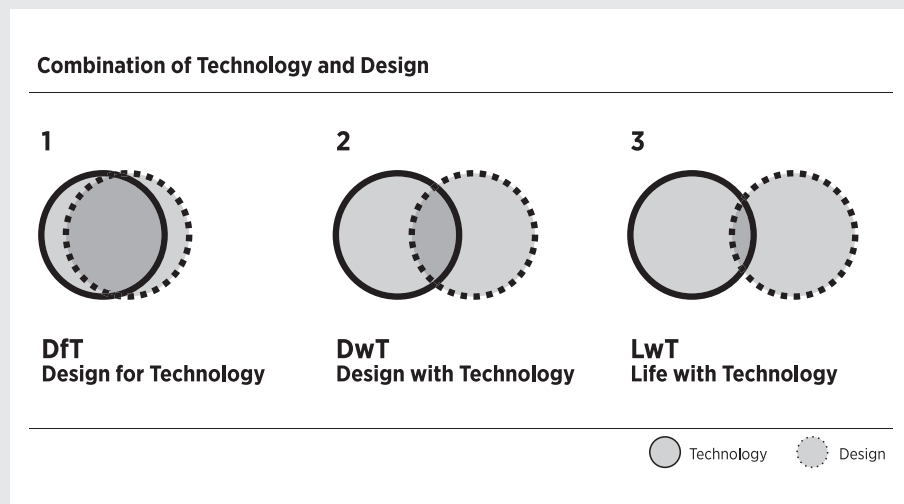 Combination of Technology and Design
1
2
3
DfT
Design for Technology
DwT
Design with Technology
LwT
Life with Technology
Technology
Design